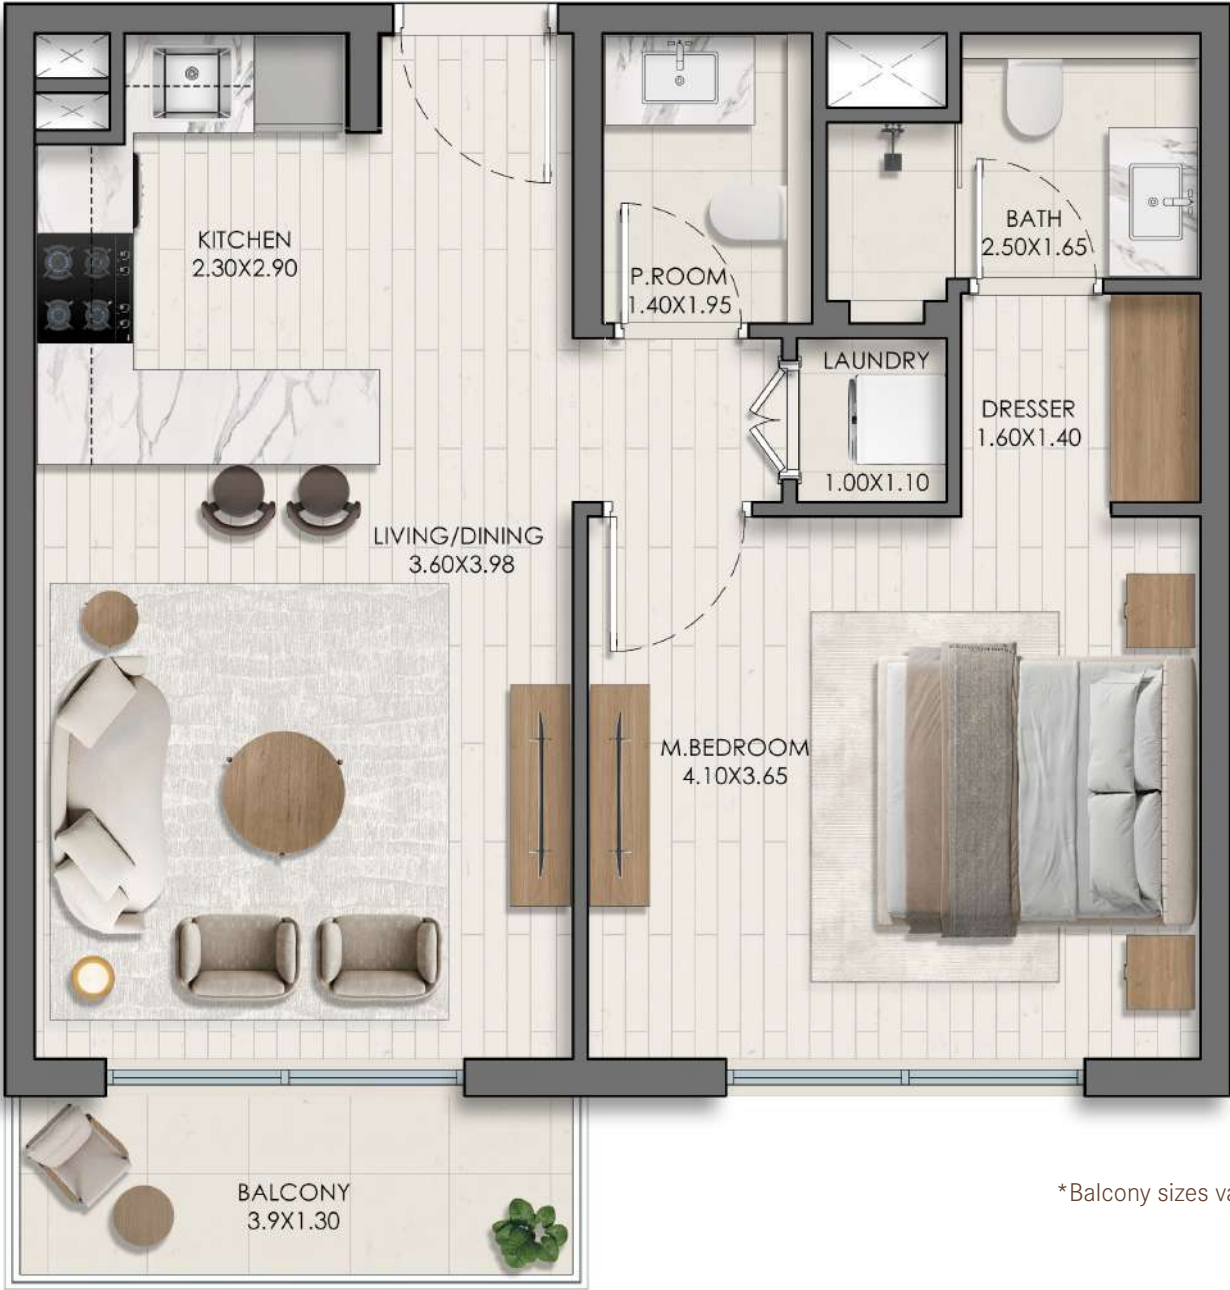 KITCHEN
2.30X2.90
P.ROOM
1.40X1.95
BATH
2.50X1.65
LAUNDRY
1.00X1.10
DRESSER
1.60X1.40
LIVING/DINING
3.60X3.98
M.BEDROOM
4.10X3.65
BALCONY
3.9X1.30
*Balcony sizes